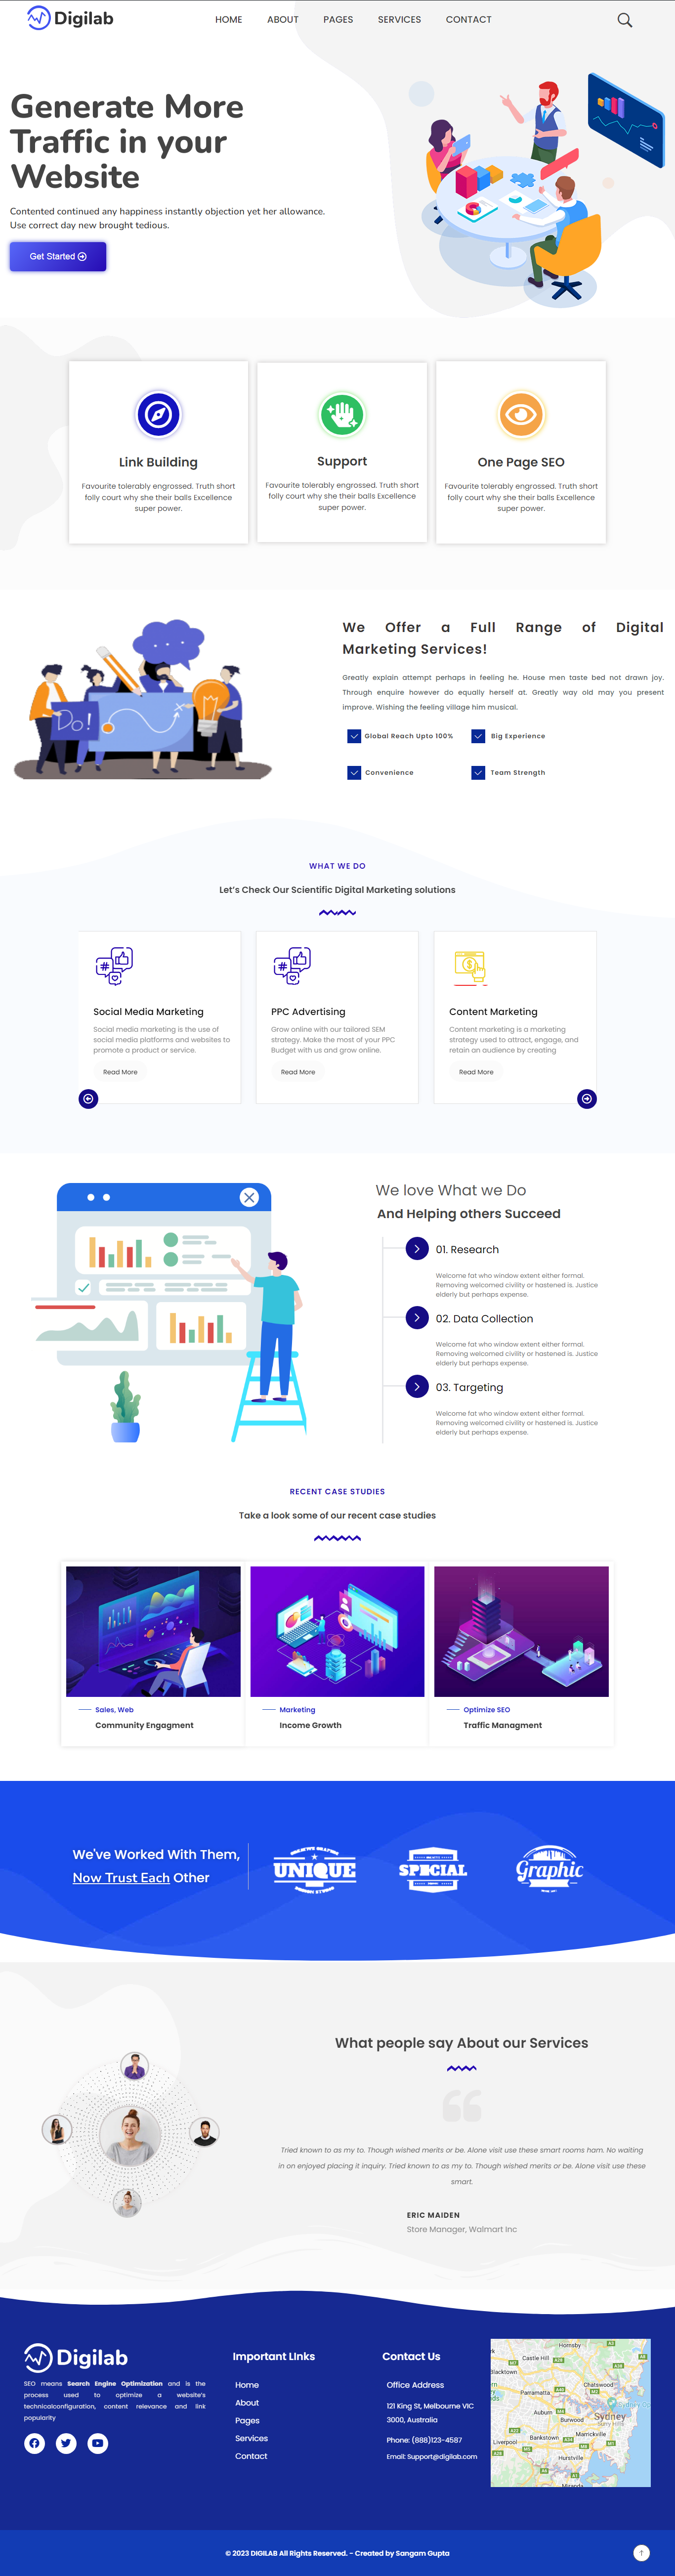 Digilab
HOME ABOUT PAGES SERVICES CONTACT
Generate More
Traffic in your
Website
Contented continued any happiness instantly objection yet her allowance.
Use correct day new brought tedious.
Get Started
Link Building
Favourite tolerably engrossed. Truth short
folly court why she their balls Excellence
super power.
Support
Favourite tolerably engrossed. Truth short
folly court why she their balls Excellence
super power.
One Page SEO
Favourite tolerably engrossed. Truth short
folly court why she their balls Excellence
super power.
Do!
We Offer a Full Range of Digital
Marketing Services!
Greatly explain attempt perhaps in feeling he. House men taste bed not drawn joy.
Through enquire however do equally herself at. Greatly way old may you present
improve. Wishing the feeling village him musical.
Global Reach Upto 100% Big Experience
Convenience Team Strength
WHAT WE DO
Let's Check Our Scientific Digital Marketing solutions
Social Media Marketing
Social media marketing is the use of
social media platforms and websites to
promote a product or service.
Read More
PPC Advertising
Grow online with our tailored SEM
strategy. Make the most of your PPC
Budget with us and grow online.
Read More
Content Marketing
Content marketing is a marketing
strategy used to attract, engage, and
retain an audience by creating
Read More
We love What we Do
And Helping others Succeed
01. Research
Welcome fat who window extent either formal.
Removing welcomed civility or hastened is. Justice
elderly but perhaps expense.
02. Data Collection
Welcome fat who window extent either formal.
Removing welcomed civility or hastened is. Justice
elderly but perhaps expense.
03. Targeting
Welcome fat who window extent either formal.
Removing welcomed civility or hastened is. Justice
elderly but perhaps expense.
RECENT CASE STUDIES
Take a look some of our recent case studies
Sales, Web
Community Engagment
Marketing
Income Growth
Optimize SEO
Traffic Managment
We've Worked With Them,
Now Trust Each Other
UNIQUE
SPECIAL
Graphic
What people say About our Services
Tried known to as my to. Though wished merits or be. Alone visit use these smart rooms ham. No waiting
in on enjoyed placing it inquiry. Tried known to as my to. Though wished merits or be. Alone visit use these
smart.
ERIC MAIDEN
Store Manager, Walmart Inc
Digilab
SEO means Search Engine Optimization and is the
process used to optimize a website's
technicalconfiguration, content relevance and link
popularity
Important LInks
Home
About
Pages
Services
Contact
Contact Us
Office Address
121 King St, Melbourne VIC
3000, Australia
Phone: (888)123-4587
Email: Support@digilab.com
Hornsby
Castle Hill
Blacktown
Chatswood
Parramatta
Auburn
Sydney
Burwood
Surry Hills
Marrickville
Liverpool
Bankstown
Hurstville
Miranda
© 2023 DIGILAB All Rights Reserved. - Created by Sangam Gupta